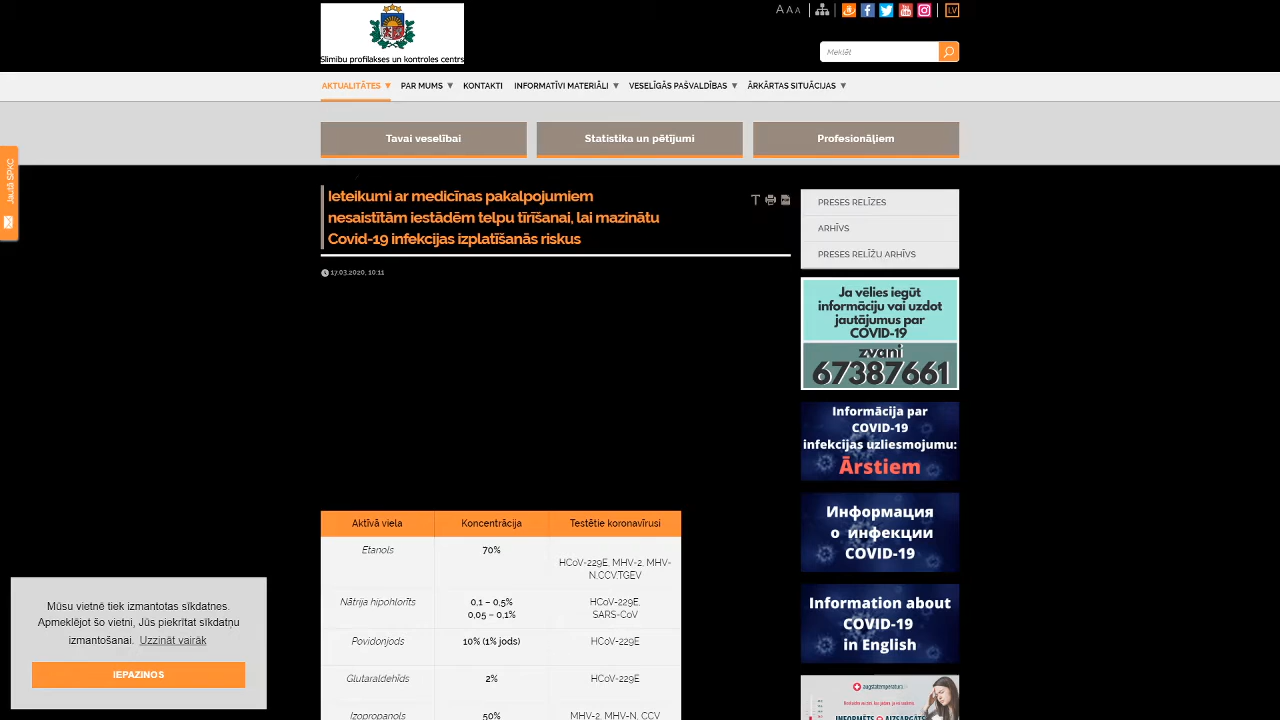 Slimību profilakses un kontroles centrs
A A A
LV
Meklēt
AKTUALITĀTES PAR MUMS KONTAKTI INFORMATĪVI MATERIĀLI VESELĪGĀS PAŠVALDĪBAS ĀRKĀRTAS SITUĀCIJAS
Tavai veselībai Statistika un pētījumi Profesionāļiem
Jautā SPKC
Ieteikumi ar medicīnas pakalpojumiem
nesaistītām iestādēm telpu tīrīšanai, lai mazinātu
Covid-19 infekcijas izplatīšanās riskus
17.03.2020, 10:11
PRESES RELĪZES
ARHĪVS
PRESES RELĪŽU ARHĪVS
Ja vēlies iegūt
informāciju vai uzdot
jautājumus par
COVID-19
zvani
67387661
Informācija par
COVID-19
infekcijas uzliesmojumu:
Ārstiem
Информация
о инфекции
COVID-19
Information about
COVID-19
in English
augstatemperatura
INFORMĒTS AIZSARGĀTS
Aktīvā viela Koncentrācija Testētie koronavīrusi
Etanols 70% HCoV-229E, MHV-2, MHV-
N,CCV,TGEV
Nātrija hipohlorīts 0,1 – 0,5% HCoV-229E,
0,05 – 0,1% SARS-CoV
Povidonjods 10% (1% jods) HCoV-229E
Glutaraldehīds 2% HCoV-229E
Izopropanols 50% MHV-2, MHV-N, CCV
Mūsu vietnē tiek izmantotas sīkdatnes.
Apmeklējot šo vietni, Jūs piekrītat sīkdatņu
izmantošanai. Uzzināt vairāk
IEPAZINOS